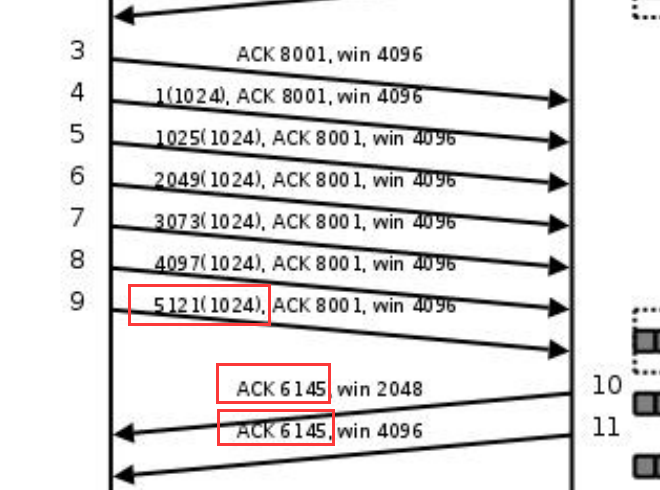 3 ACK 8001, win 4096
4 1(1024), ACK 8001, win 4096
5 1025(1024), ACK 8001, win 4096
6 2049(1024), ACK 8001, win 4096
7 3073(1024), ACK 8001, win 4096
8 4097(1024), ACK 8001, win 4096
9 5121(1024), ACK 8001, win 4096
ACK 6145, win 2048 10
ACK 6145, win 4096 11